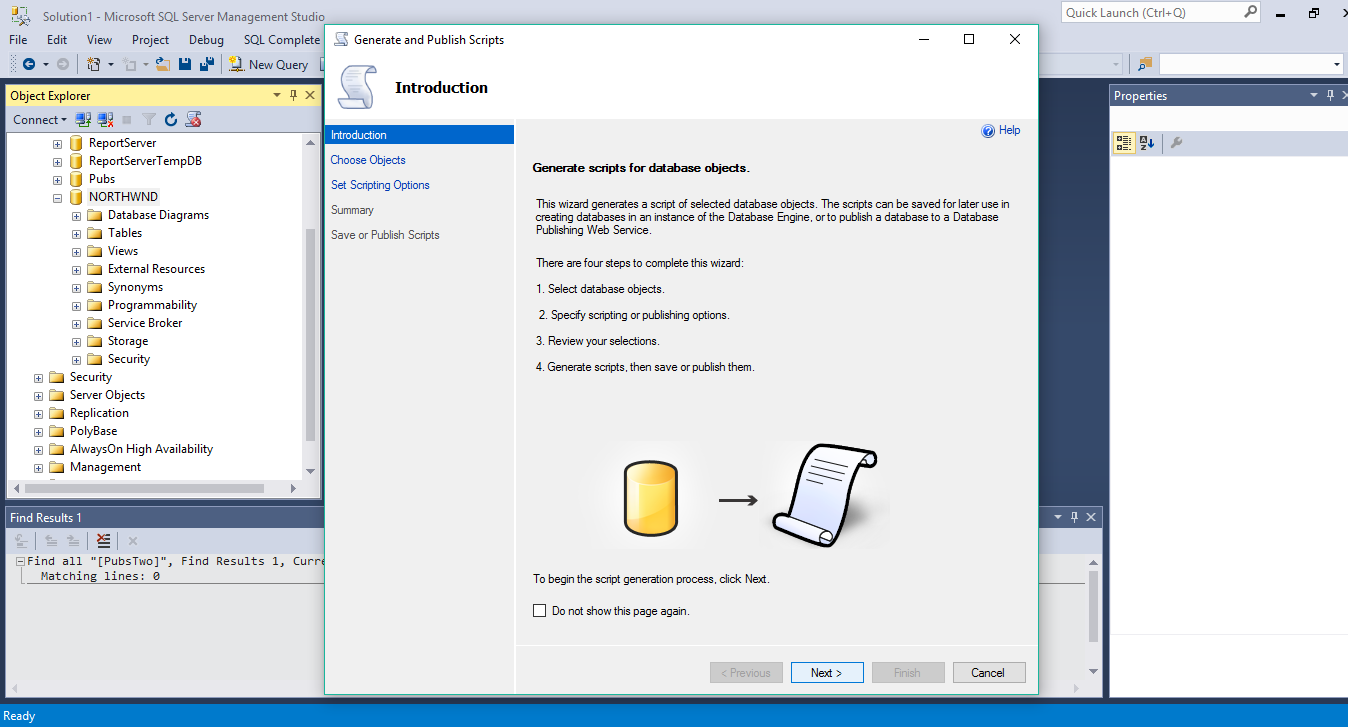 Solution1 - Microsoft SQL Server Management Studio
Quick Launch (Ctrl+Q)
File Edit View Project Debug SQL Complete
New Query
Object Explorer
Connect
ReportServer
ReportServerTempDB
Pubs
NORTHWND
Database Diagrams
Tables
Views
External Resources
Synonyms
Programmability
Service Broker
Storage
Security
Security
Server Objects
Replication
PolyBase
AlwaysOn High Availability
Management
Generate and Publish Scripts
Introduction
Introduction
Choose Objects
Set Scripting Options
Summary
Save or Publish Scripts
Help
Generate scripts for database objects.
This wizard generates a script of selected database objects. The scripts can be saved for later use in
creating databases in an instance of the Database Engine, or to publish a database to a Database
Publishing Web Service.
There are four steps to complete this wizard:
1. Select database objects.
2. Specify scripting or publishing options.
3. Review your selections.
4. Generate scripts, then save or publish them.
To begin the script generation process, click Next.
Do not show this page again.
< Previous
Next >
Finish
Cancel
Properties
Find Results 1
Find all "[PubsTwo]", Find Results 1, Curre
Matching lines: 0
Ready